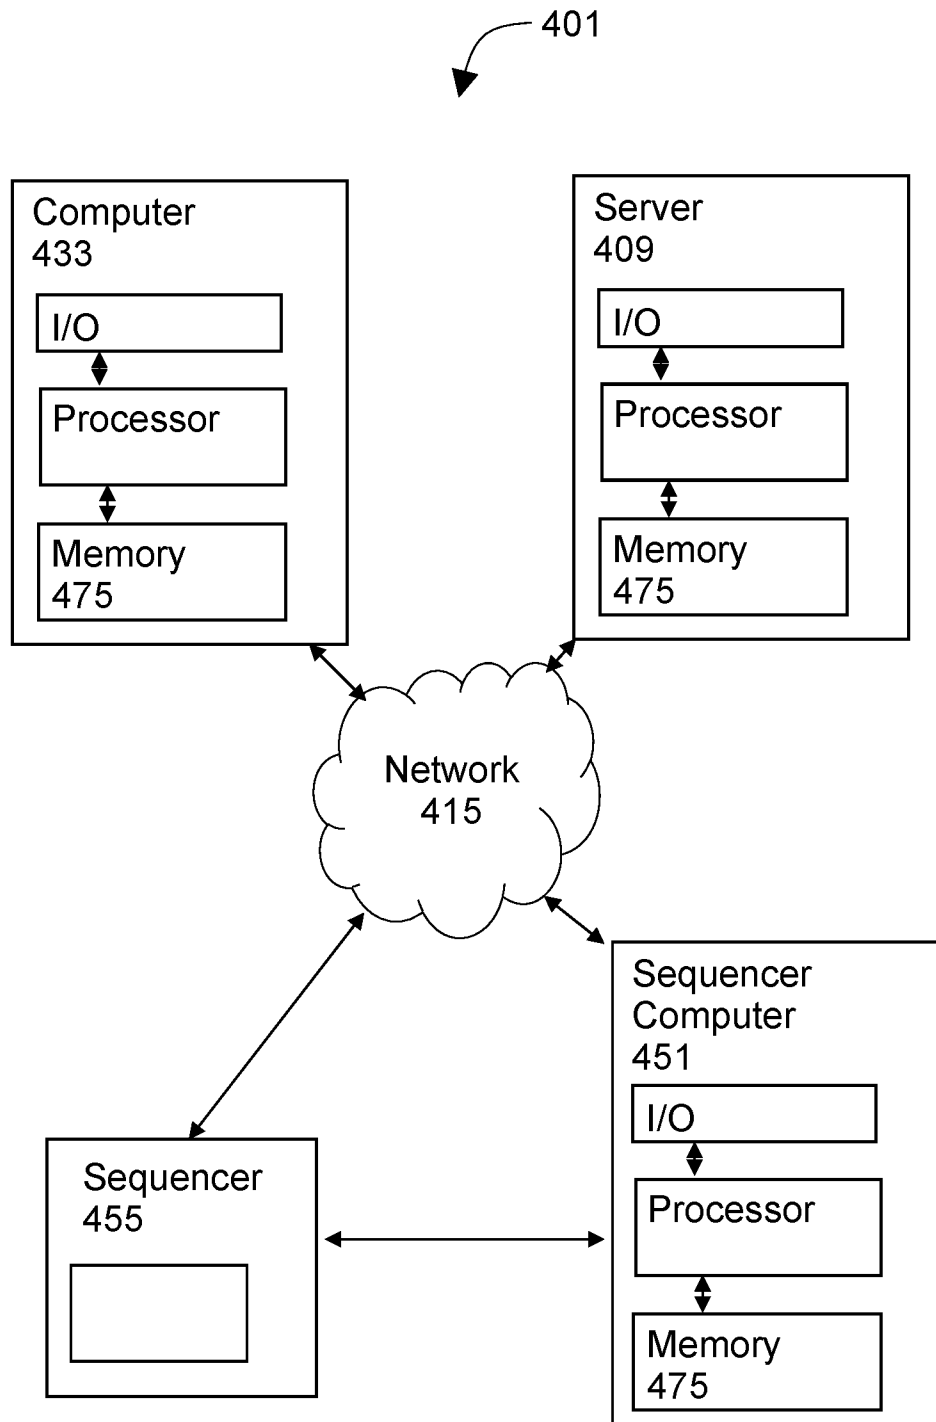 401
Computer
433
I/O
Processor
Memory
475
Server
409
I/O
Processor
Memory
475
Network
415
Sequencer
455
Sequencer
Computer
451
I/O
Processor
Memory
475